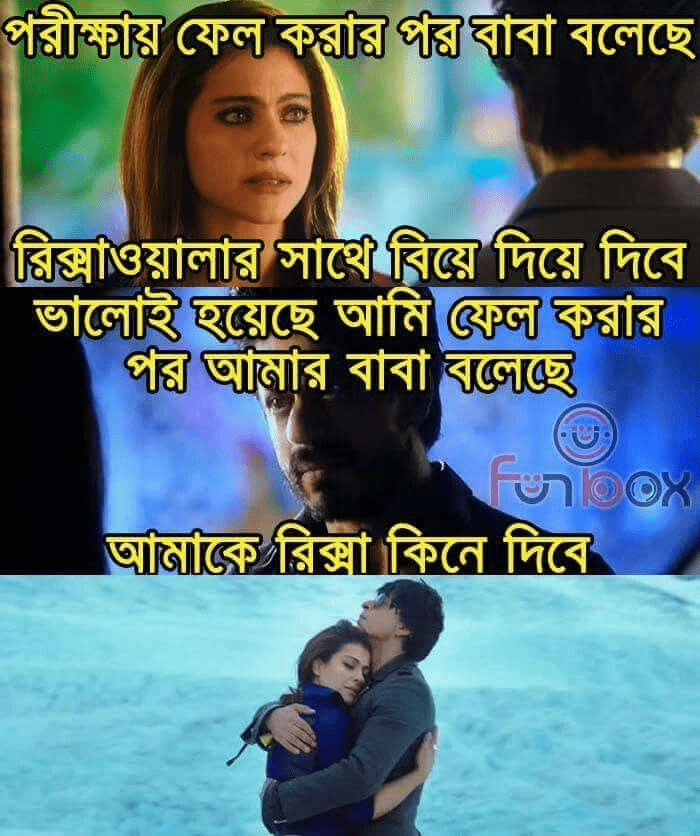 পরীক্ষায় ফেল করার পর বাবা বলেছে
রিক্সাওয়ালার সাথে বিয়ে দিয়ে দিবে
ভালোই হয়েছে আমি ফেল করার
পর আমার বাবা বলেছে
Funbox
আমাকে রিক্সা কিনে দিবে